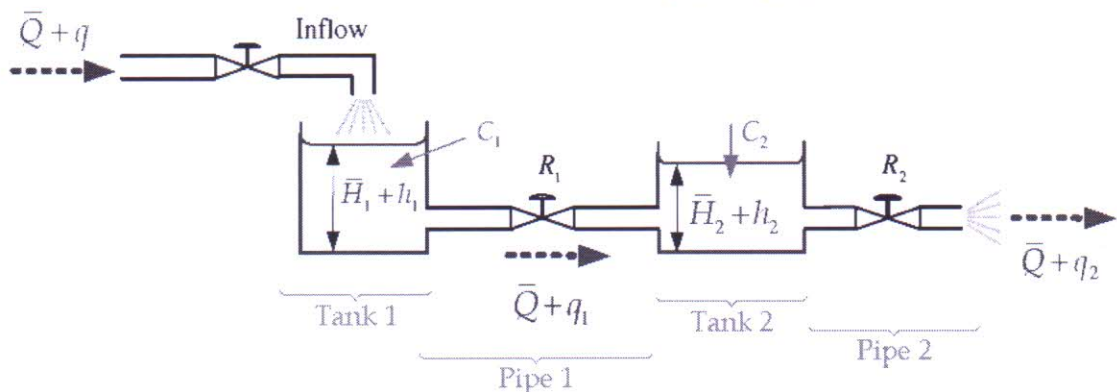 Q̄ + q
Inflow
C₁
C₂
R₁
R₂
H̄₁ + h₁
H̄₂ + h₂
Q̄ + q₁
Q̄ + q₂
Tank 1
Tank 2
Pipe 1
Pipe 2